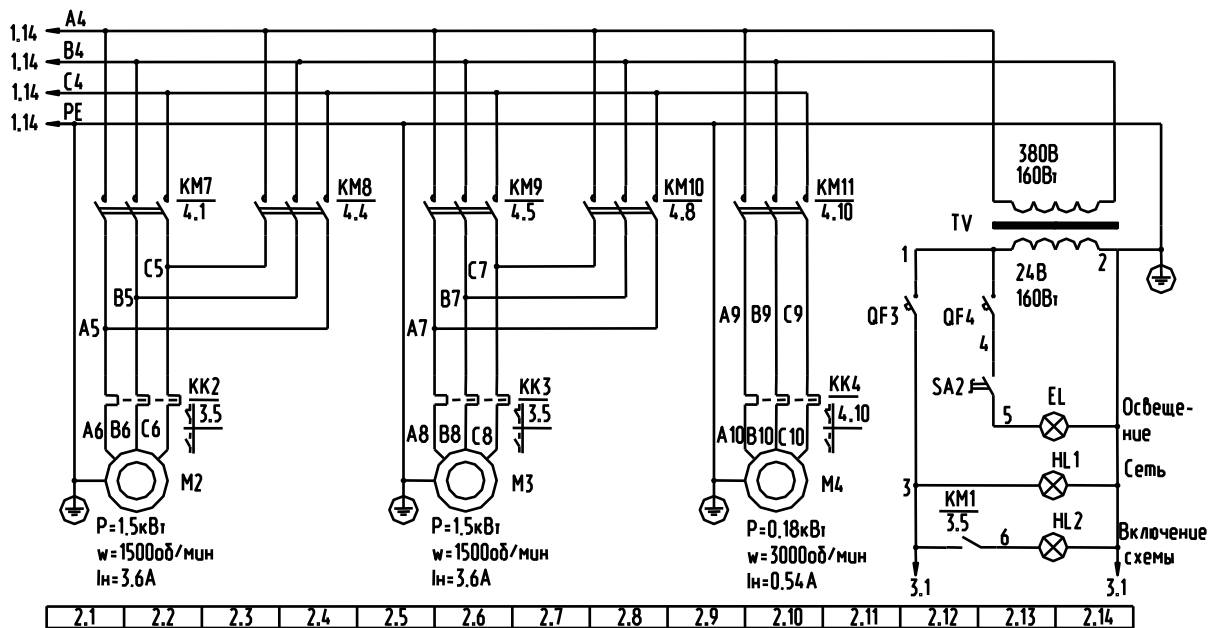 A4
1.14
B4
1.14
C4
1.14
PE
1.14
380В
160Вт
KM7
4.1
KM8
4.4
KM9
4.5
KM10
4.8
KM11
4.10
TV
1
2
24В
160Вт
C5
B5
A5
C7
B7
A7
A9 B9 C9
QF3
QF4
4
KK2
3.5
KK3
3.5
KK4
4.10
SA2
EL
5
Освеще-
ние
A6 B6 C6
A8 B8 C8
A10 B10 C10
M2
M3
M4
3
HL1
Сеть
KM1
3.5
6
HL2
Включение
схемы
P=1,5кВт
w=1500об/мин
Iн=3.6А
P=1,5кВт
w=1500об/мин
Iн=3.6А
P=0.18кВт
w=3000об/мин
Iн=0.54А
3.1
3.1
2.1 2.2 2.3 2.4 2.5 2.6 2.7 2.8 2.9 2.10 2.11 2.12 2.13 2.14